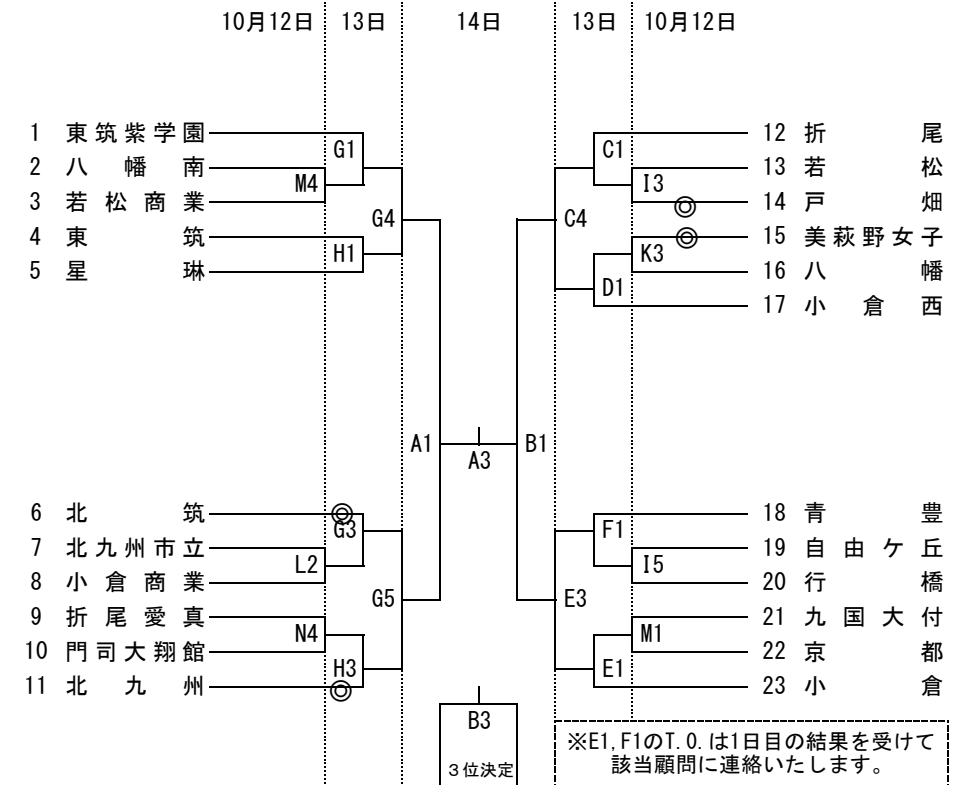 10月12日 13日 14日 13日 10月12日
1 東筑紫学園
2 八幡南
3 若松商業
4 東筑
5 星琳
G1
M4
G4
H1
12 折尾
13 若松
14 戸畑 ◎
15 美萩野女子 ◎
16 八幡
17 小倉西
C1
I3
C4
K3
D1
A1
A3
B1
6 北筑 ◎
7 北九州市立
8 小倉商業
9 折尾愛真
10 門司大翔館
11 北九州 ◎
G3
L2
G5
N4
H3
18 青豊
19 自由ケ丘
20 行橋
21 九国大付
22 京都
23 小倉
F1
I5
E3
M1
E1
B3
3位決定
※E1,F1のT.O.は1日目の結果を受けて
該当顧問に連絡いたします。